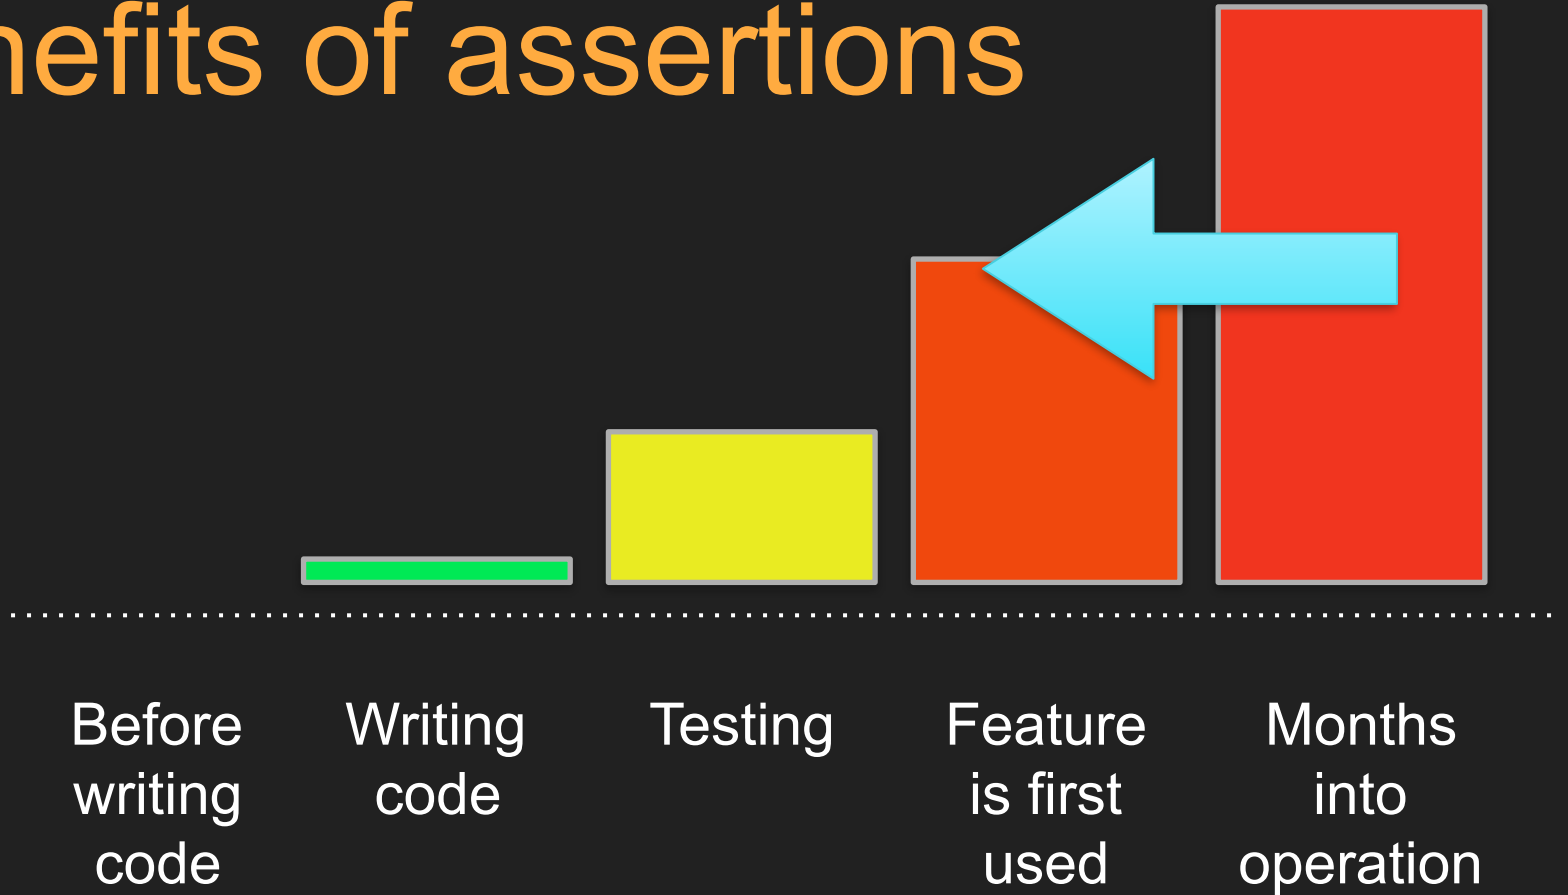 nefits of assertions
Before
writing
code
Writing
code
Testing
Feature
is first
used
Months
into
operation